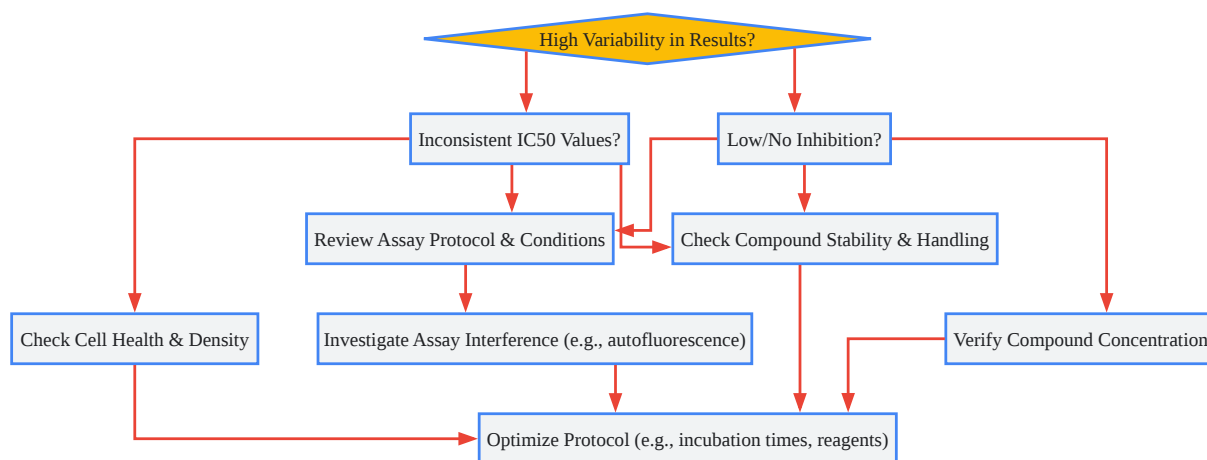 High Variability in Results?
Inconsistent IC50 Values?
Low/No Inhibition?
Review Assay Protocol & Conditions
Check Compound Stability & Handling
Check Cell Health & Density
Investigate Assay Interference (e.g., autofluorescence)
Verify Compound Concentration
Optimize Protocol (e.g., incubation times, reagents)